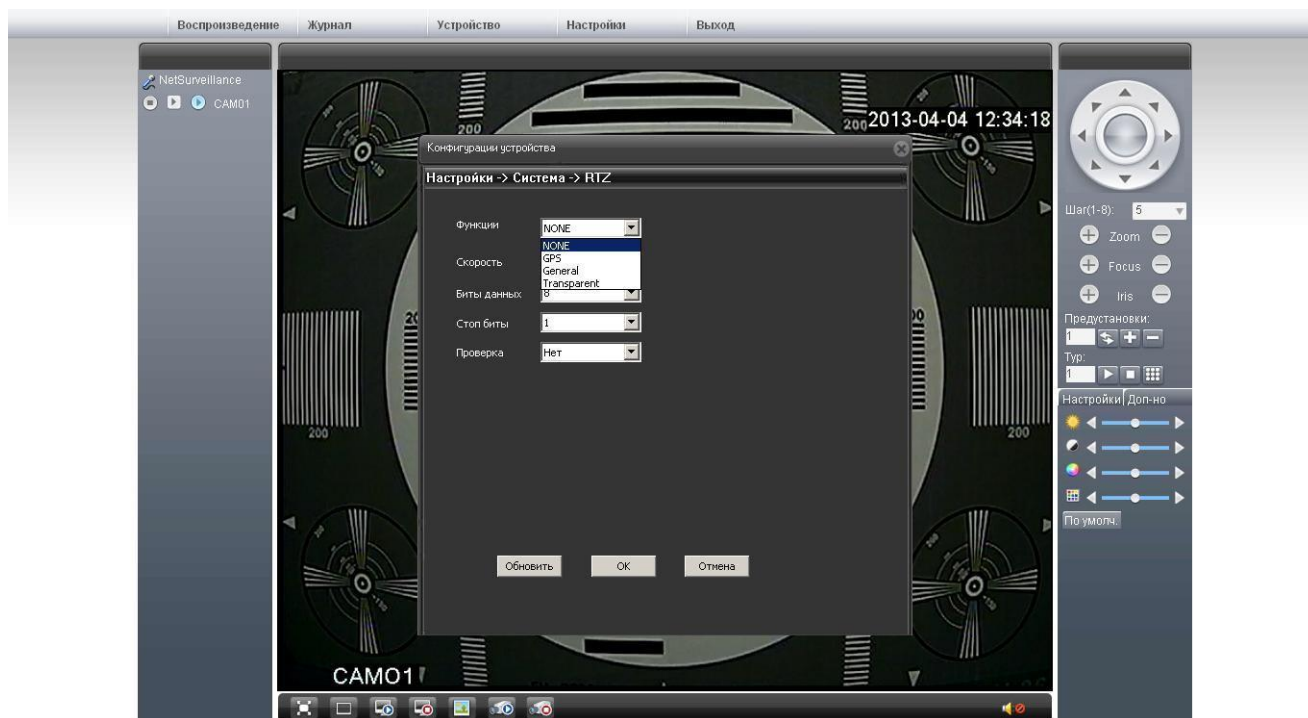 Воспроизведение Журнал Устройство Настройки Выход
NetSurveillance
CAM01
200
200
2013-04-04 12:34:18
Конфигурации устройства
Настройки -> Система -> RTZ
Функции NONE
NONE
GPS
General
Transparent
Скорость
Биты данных 8
Стоп биты 1
Проверка Нет
Обновить OK Отмена
200
200
CAM01
Шаг(1-8): 5
Zoom
Focus
Iris
Предустановки:
1
Тур:
1
Настройки Доп-но
По умолч.